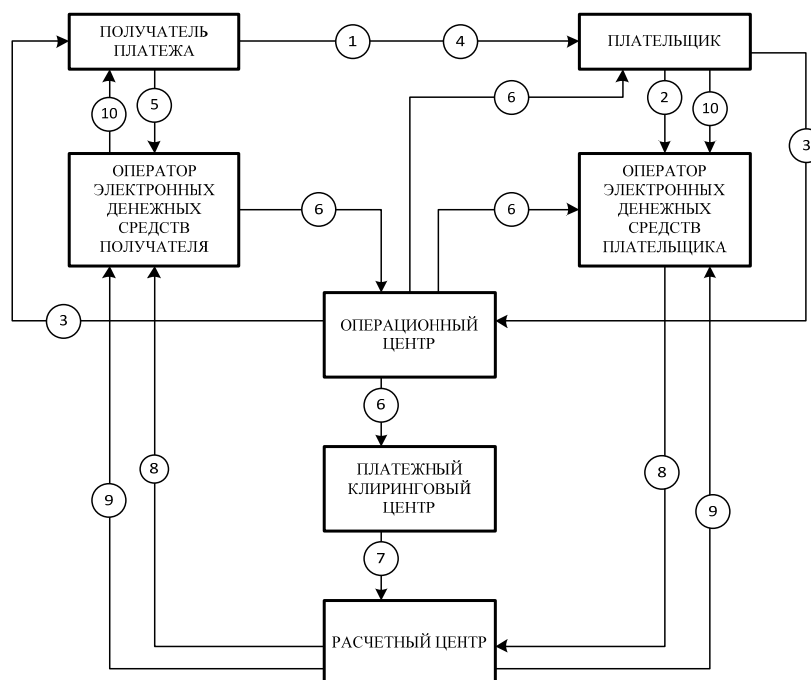 ПОЛУЧАТЕЛЬ
ПЛАТЕЖА
1
4
ПЛАТЕЛЬЩИК
10
5
6
2
10
3
ОПЕРАТОР
ЭЛЕКТРОННЫХ
ДЕНЕЖНЫХ
СРЕДСТВ
ПОЛУЧАТЕЛЯ
6
6
ОПЕРАТОР
ЭЛЕКТРОННЫХ
ДЕНЕЖНЫХ
СРЕДСТВ
ПЛАТЕЛЬЩИКА
3
ОПЕРАЦИОННЫЙ
ЦЕНТР
6
8
ПЛАТЕЖНЫЙ
КЛИРИНГОВЫЙ
ЦЕНТР
8
9
9
7
РАСЧЕТНЫЙ ЦЕНТР